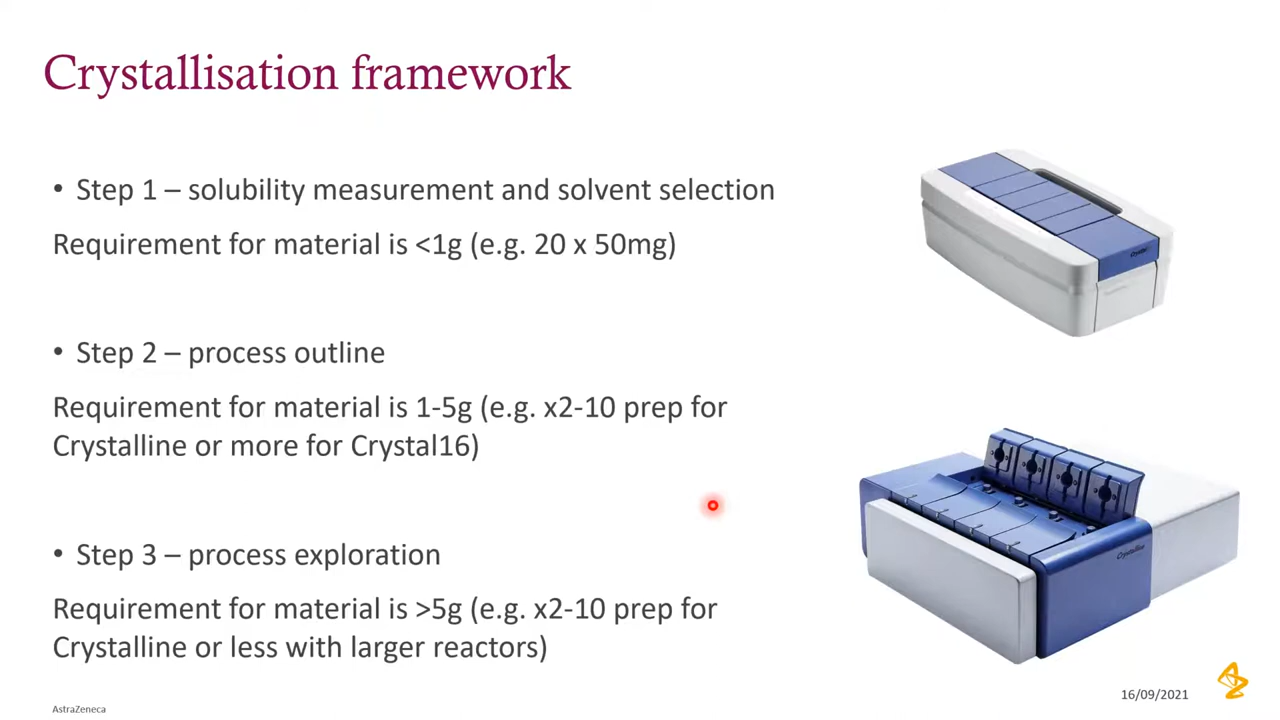 Crystallisation framework
• Step 1 – solubility measurement and solvent selection
Requirement for material is <1g (e.g. 20 x 50mg)
• Step 2 – process outline
Requirement for material is 1-5g (e.g. x2-10 prep for
Crystalline or more for Crystal16)
• Step 3 – process exploration
Requirement for material is >5g (e.g. x2-10 prep for
Crystalline or less with larger reactors)
Crystalline
16/09/2021
AstraZeneca